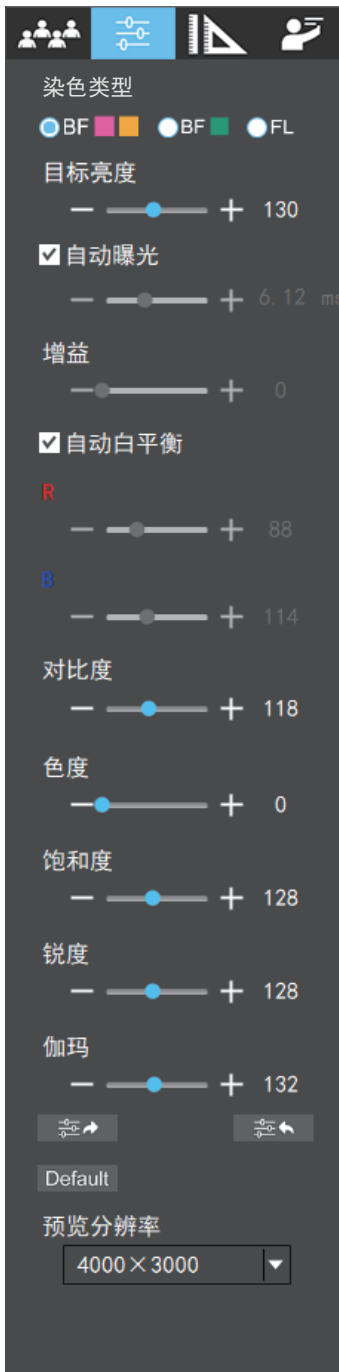 染色类型
BF BF FL
目标亮度
130
自动曝光
6.12 ms
增益
0
自动白平衡
R
88
B
114
对比度
118
色度
0
饱和度
128
锐度
128
伽玛
132
Default
预览分辨率
4000×3000